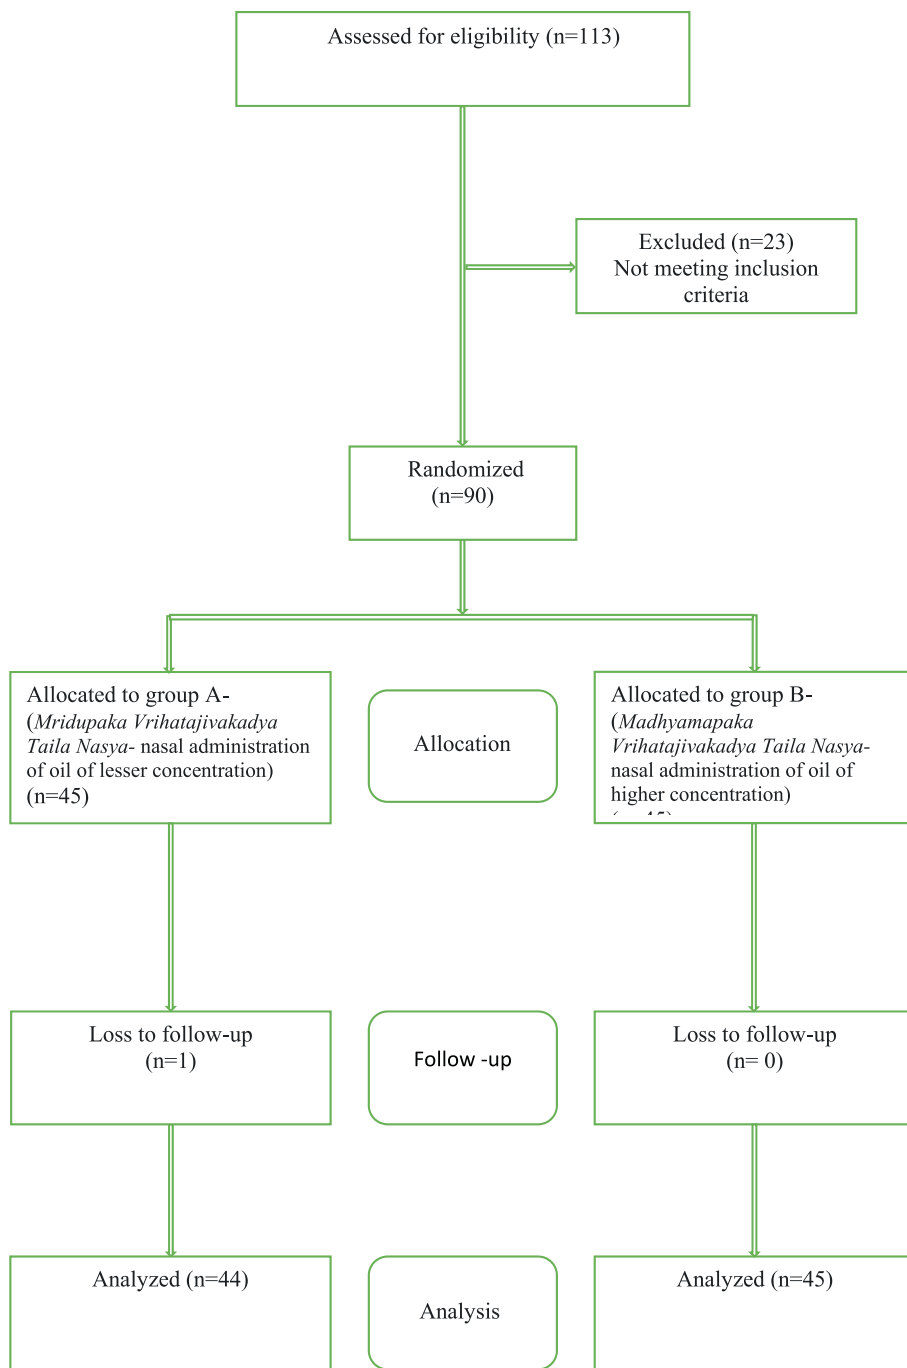 Assessed for eligibility (n=113)
Excluded (n=23)
Not meeting inclusion
criteria
Randomized
(n=90)
Allocated to group A-
(Mridupaka Vrihatajivakadya
Taila Nasya- nasal administration
of oil of lesser concentration)
(n=45)
Allocation
Allocated to group B-
(Madhyamapaka
Vrihatajivakadya Taila Nasya-
nasal administration of oil of
higher concentration)
Loss to follow-up
(n=1)
Follow -up
Loss to follow-up
(n= 0)
Analyzed (n=44)
Analysis
Analyzed (n=45)